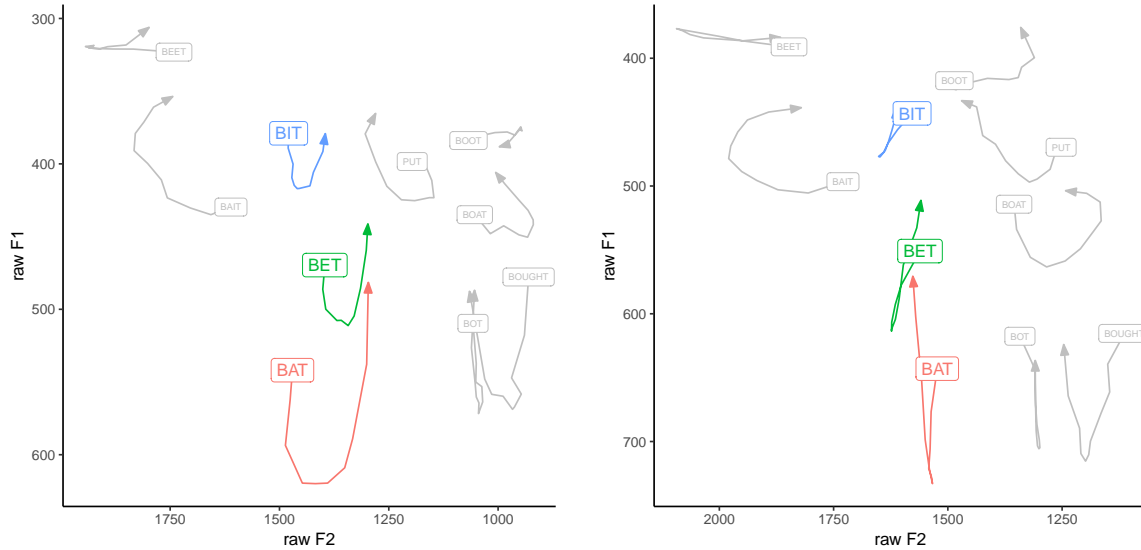 300
400
500
600
raw F1
BEET
BIT
PUT
BOOT
BAIT
BOAT
BET
BOUGHT
BOT
BAT
1750
1500
1250
1000
raw F2
400
500
600
700
raw F1
BEET
BOOT
BIT
PUT
BAIT
BOAT
BET
BOT
BOUGHT
BAT
2000
1750
1500
1250
raw F2